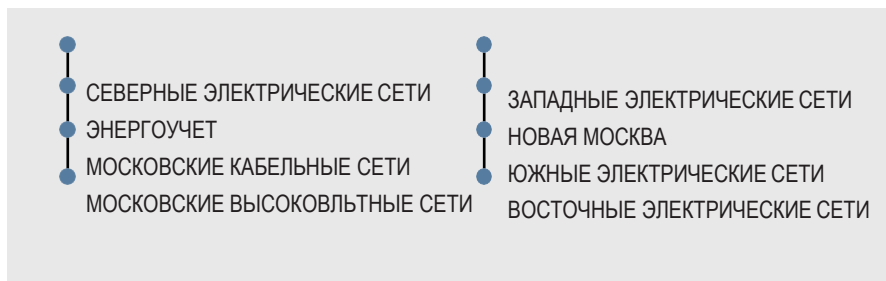 СЕВЕРНЫЕ ЭЛЕКТРИЧЕСКИЕ СЕТИ
ЭНЕРГОУЧЕТ
МОСКОВСКИЕ КАБЕЛЬНЫЕ СЕТИ
МОСКОВСКИЕ ВЫСОКОВЛЬТНЫЕ СЕТИ
ЗАПАДНЫЕ ЭЛЕКТРИЧЕСКИЕ СЕТИ
НОВАЯ МОСКВА
ЮЖНЫЕ ЭЛЕКТРИЧЕСКИЕ СЕТИ
ВОСТОЧНЫЕ ЭЛЕКТРИЧЕСКИЕ СЕТИ